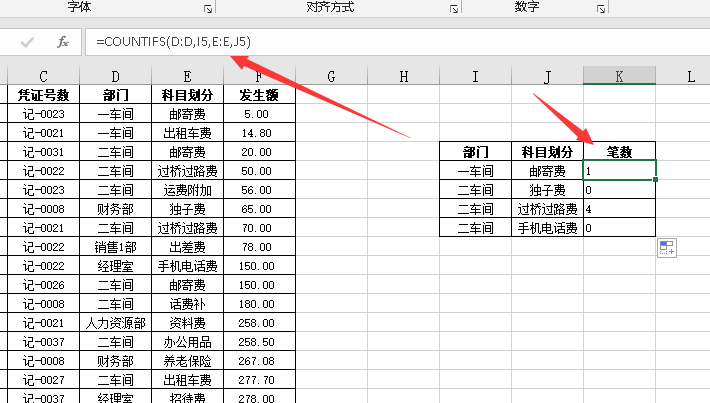 字体 对齐方式 数字
fx =COUNTIFS(D:D,I5,E:E,J5)
C D E F G H I J K L
凭证号数 部门 科目划分 发生额
记-0023 一车间 邮寄费 5.00
记-0021 一车间 出租车费 14.80
记-0031 二车间 邮寄费 20.00 部门 科目划分 笔数
记-0022 二车间 过桥过路费 50.00 一车间 邮寄费 1
记-0023 二车间 运费附加 56.00 二车间 独子费 0
记-0008 财务部 独子费 65.00 二车间 过桥过路费 4
记-0021 二车间 过桥过路费 70.00 二车间 手机电话费 0
记-0022 销售1部 出差费 78.00
记-0022 经理室 手机电话费 150.00
记-0026 二车间 邮寄费 150.00
记-0008 二车间 话费补 180.00
记-0021 人力资源部 资料费 258.00
记-0037 二车间 办公用品 258.50
记-0008 财务部 养老保险 267.08
记-0027 二车间 出租车费 277.70
记-0037 经理室 招待费 278.00